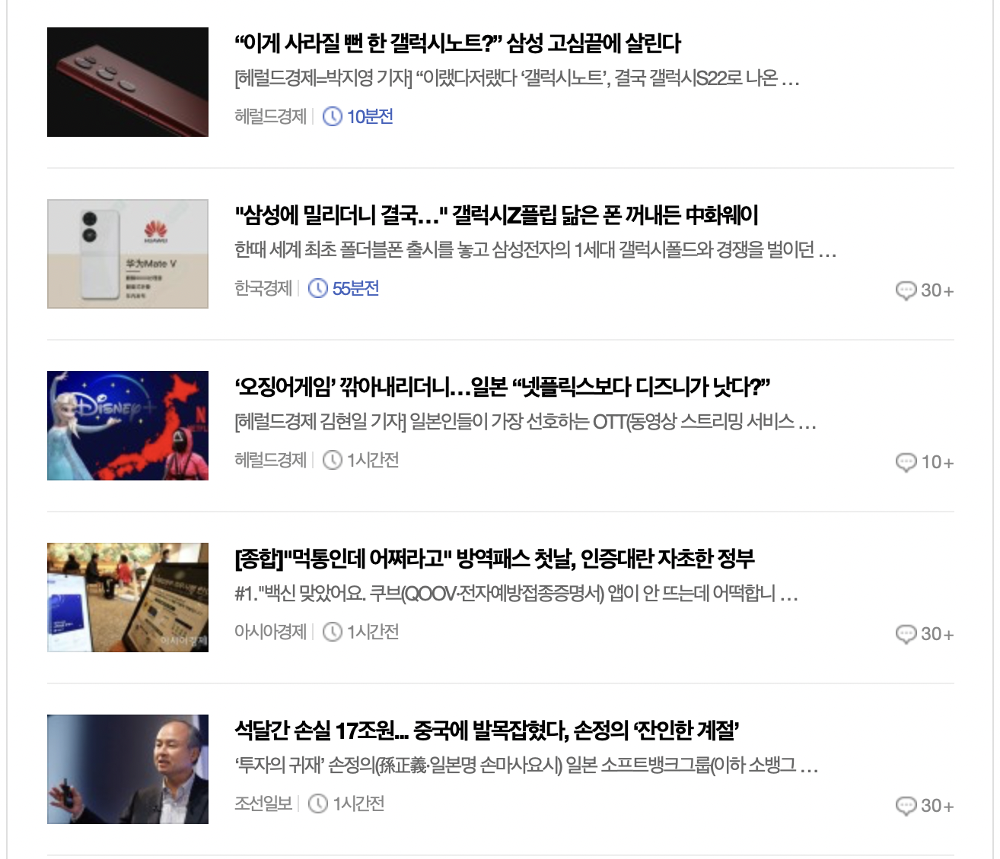 “이게 사라질 뻔 한 갤럭시노트?” 삼성 고심끝에 살린다
[헤럴드경제=박지영 기자] “이랬다저랬다 ‘갤럭시노트’, 결국 갤럭시S22로 나온 …
헤럴드경제 10분전
"삼성에 밀리더니 결국…" 갤럭시Z플립 닮은 폰 꺼내든 中화웨이
한때 세계 최초 폴더블폰 출시를 놓고 삼성전자의 1세대 갤럭시폴드와 경쟁을 벌이던 …
한국경제 55분전
30+
HUAWEI
华为Mate V
‘오징어게임’ 깎아내리더니…일본 “넷플릭스보다 디즈니가 낫다?”
[헤럴드경제 김현일 기자] 일본인들이 가장 선호하는 OTT(동영상 스트리밍 서비스 …
헤럴드경제 1시간전
10+
Disney+
[종합]"먹통인데 어쩌라고" 방역패스 첫날, 인증대란 자초한 정부
#1. "백신 맞았어요. 쿠브(QOOV·전자예방접종증명서) 앱이 안 뜨는데 어떡합니 …
아시아경제 1시간전
30+
아시아경제
석달간 손실 17조원... 중국에 발목잡혔다, 손정의 ‘잔인한 계절’
‘투자의 귀재’ 손정의(孫正義·일본명 손마사요시) 일본 소프트뱅크그룹(이하 소뱅그 …
조선일보 1시간전
30+